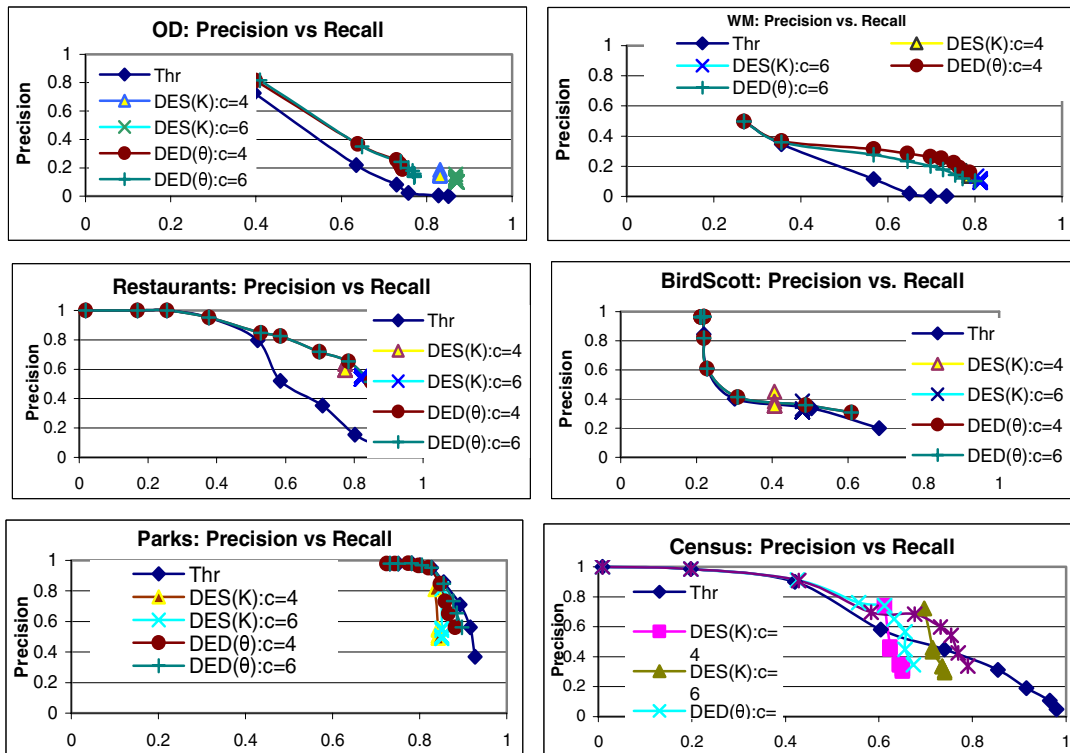 OD: Precision vs Recall
Precision
1
0.8
0.6
0.4
0.2
0
0 0.2 0.4 0.6 0.8 1
Thr
DES(K):c=4
DES(K):c=6
DED(θ):c=4
DED(θ):c=6
WM: Precision vs. Recall
Thr DES(K):c=4
DES(K):c=6 DED(θ):c=4
DED(θ):c=6
Precision
1
0.8
0.6
0.4
0.2
0
0 0.2 0.4 0.6 0.8 1
Restaurants: Precision vs Recall
Precision
1
0.8
0.6
0.4
0.2
0
0 0.2 0.4 0.6 0.8 1
Thr
DES(K):c=4
DES(K):c=6
DED(θ):c=4
DED(θ):c=6
BirdScott: Precision vs. Recall
Precision
1
0.8
0.6
0.4
0.2
0
0 0.2 0.4 0.6 0.8 1
Thr
DES(K):c=4
DES(K):c=6
DED(θ):c=4
DED(θ):c=6
Parks: Precision vs Recall
Precision
1
0.8
0.6
0.4
0.2
0
0 0.2 0.4 0.6 0.8 1
Thr
DES(K):c=4
DES(K):c=6
DED(θ):c=4
DED(θ):c=6
Census: Precision vs Recall
Precision
1
0.8
0.6
0.4
0.2
0
0 0.2 0.4 0.6 0.8 1
Thr
DES(K):c=
4
DES(K):c=
6
DED(θ):c=